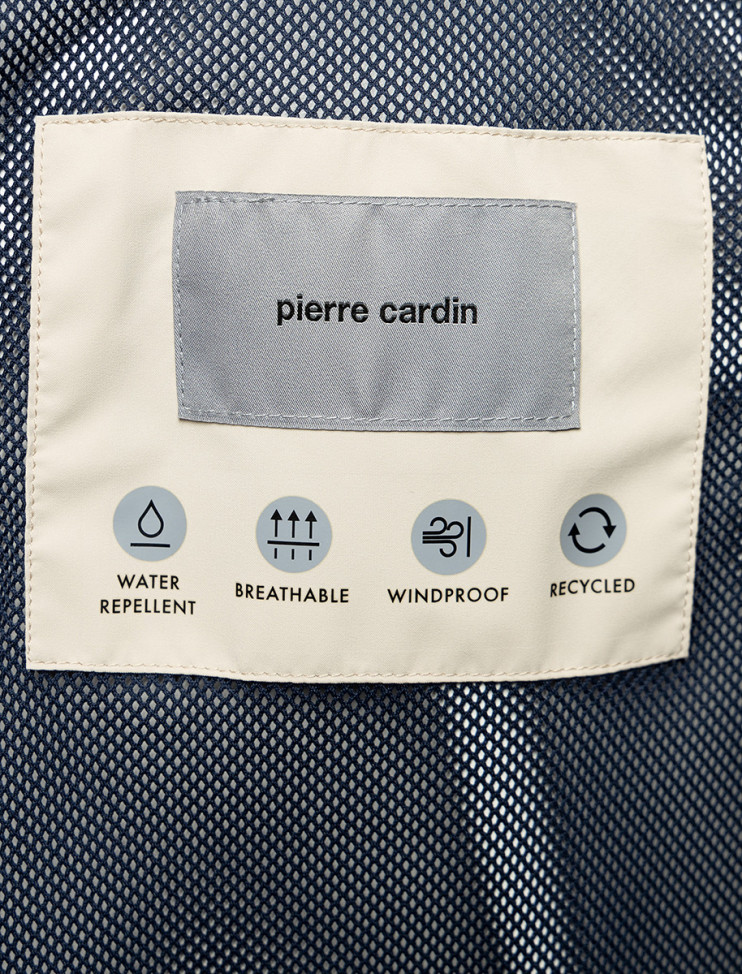 pierre cardin
WATER
REPELLENT
BREATHABLE
WINDPROOF
RECYCLED